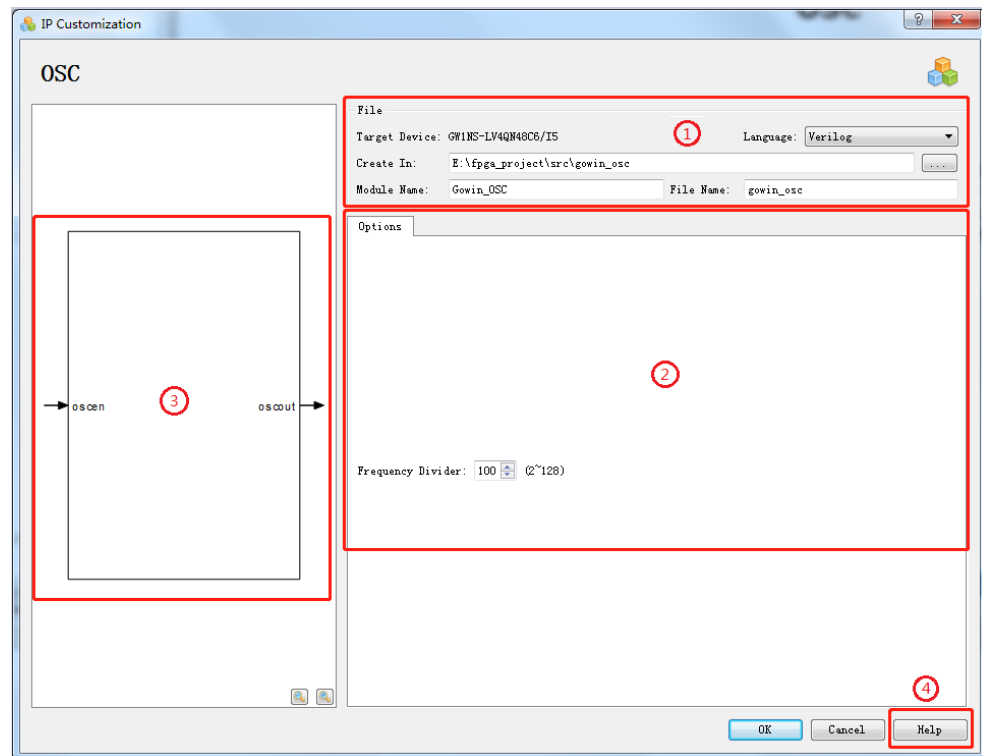 IP Customization
OSC
File
Target Device: GW1NS-LV4QN48C6/I5 ① Language: Verilog
Create In: E:\fpga_project\src\gowin_osc ...
Module Name: Gowin_OSC File Name: gowin_osc
Options
②
oscen ③ oscout
Frequency Divider: 100 (2~128)
④
OK Cancel Help